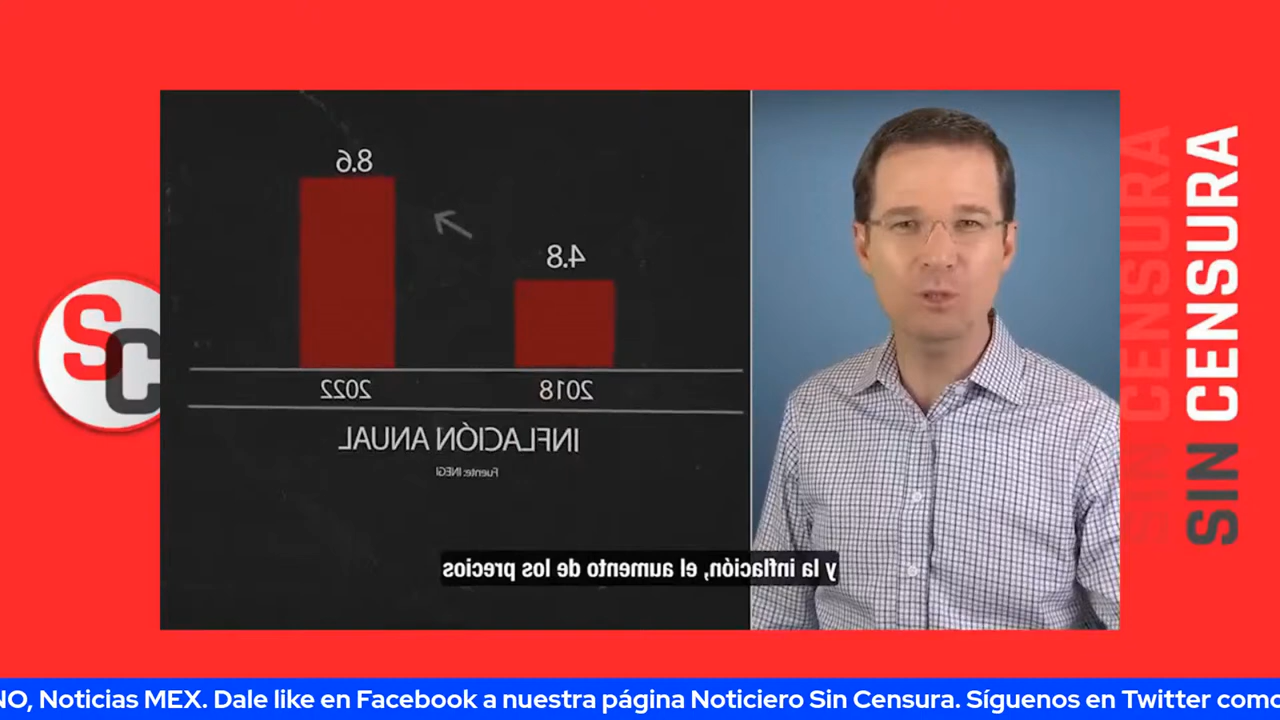 8.6
4.8
2022
2018
INFLACIÓN ANUAL
Fuente: INEGI
y la inflación, el aumento de los precios
SC
SIN CENSURA
SIN CENSURA
NO, Noticias MEX. Dale like en Facebook a nuestra página Noticiero Sin Censura. Síguenos en Twitter como